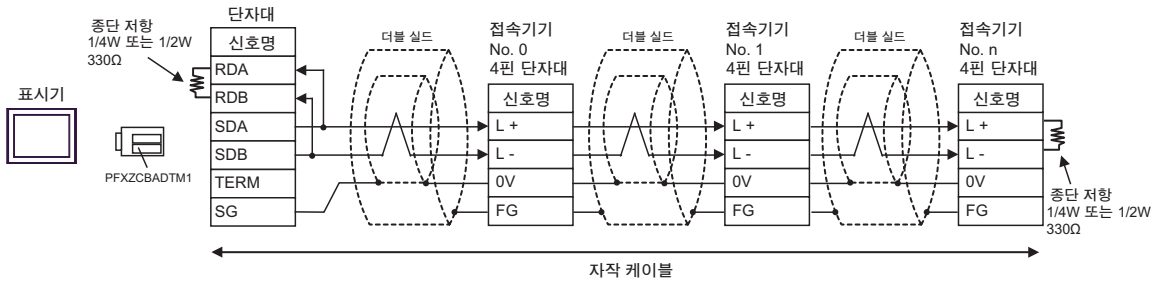 종단 저항
1/4W 또는 1/2W
330Ω
표시기
PFXZCBADTM1
단자대
신호명
RDA
RDB
SDA
SDB
TERM
SG
더블 실드
접속기기
No. 0
4핀 단자대
신호명
L +
L -
0V
FG
더블 실드
접속기기
No. 1
4핀 단자대
신호명
L +
L -
0V
FG
더블 실드
접속기기
No. n
4핀 단자대
신호명
L +
L -
0V
FG
종단 저항
1/4W 또는 1/2W
330Ω
자작 케이블